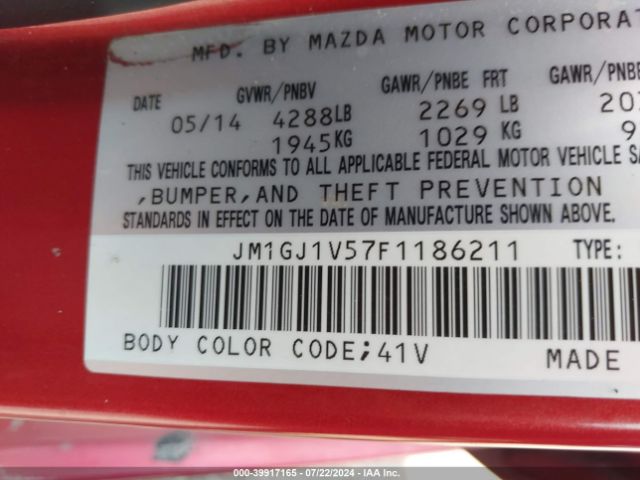 MFD. BY MAZDA MOTOR CORPORAT
DATE GVWR/PNBV GAWR/PNBE FRT GAWR/PNBE
05/14 4288LB 2269 LB 207
1945KG 1029 KG 9
THIS VEHICLE CONFORMS TO ALL APPLICABLE FEDERAL MOTOR VEHICLE SA
,BUMPER,AND THEFT PREVENTION
STANDARDS IN EFFECT ON THE DATE OF MANUFACTURE SHOWN ABOVE.
JM1GJ1V57F1186211 TYPE:
BODY COLOR CODE;41V
MADE
000-39917165 - 07/22/2024 - IAA Inc.